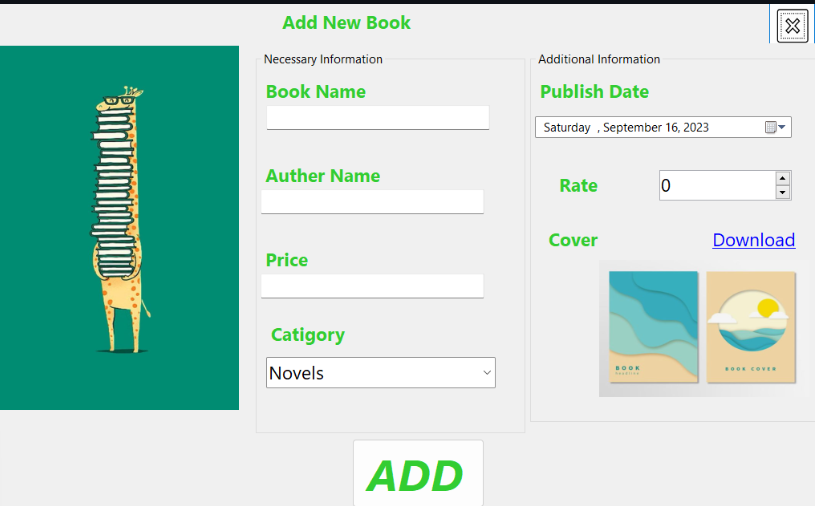 Add New Book
Necessary Information
Book Name
Auther Name
Price
Catigory
Novels
Additional Information
Publish Date
Saturday , September 16, 2023
Rate
0
Cover
Download
BOOK
BOOK COVER
ADD